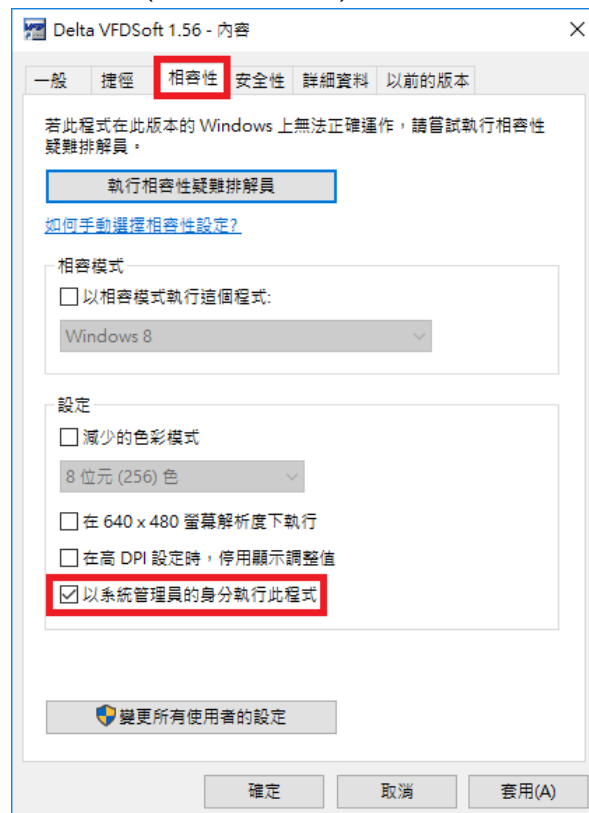 Delta VFDSoft 1.56 - 內容
一般 捷徑 相容性 安全性 詳細資料 以前的版本
若此程式在此版本的 Windows 上無法正確運作，請嘗試執行相容性
疑難排解員。
執行相容性疑難排解員
如何手動選擇相容性設定?
相容模式
以相容模式執行這個程式:
Windows 8
設定
減少的色彩模式
8 位元 (256) 色
在 640 x 480 螢幕解析度下執行
在高 DPI 設定時，停用顯示調整值
以系統管理員的身分執行此程式
變更所有使用者的設定
確定 取消 套用(A)